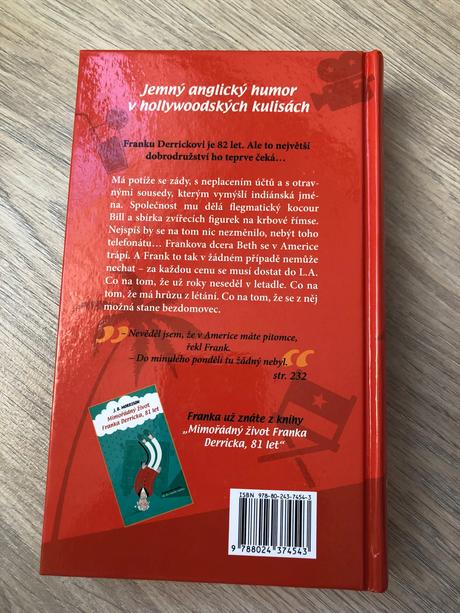 Jemný anglický humor
v hollywoodských kulisách
Franku Derrickovi je 82 let. Ale to největší
dobrodružství ho teprve čeká…
Má potíže se zády, s neplacením účtů a s otrav-
nými sousedy, kterým vymýšlí indiánská jmé-
na. Společnost mu dělá flegmatický kocour
Bill a sbírka zvířecích figurek na krbové římse.
Nejspíš by na tom nic nezměnilo, nebýt toho
telefonátu… Frankova dcera Beth se v Americe
trápí. A Frank to tak v žádném případě nemůže
nechat – za každou cenu se musí dostat do L.A.
Co na tom, že už roky neseděl v letadle. Co na
tom, že má hrůzu z létání. Co na tom, že se z něj
možná stane bezdomovec.
Nevěděl jsem, že v Americe máte pitomce,
řekl Frank.
– Do minulého pondělí tu žádný nebyl.
str. 232
J. B. MORRISON
Mimořádný život
Franka Derricka, 81 let
Franka už znáte z knihy
„Mimořádný život Franka
Derricka, 81 let“
ISBN 978-80-243-7454-3
9 788024 374543